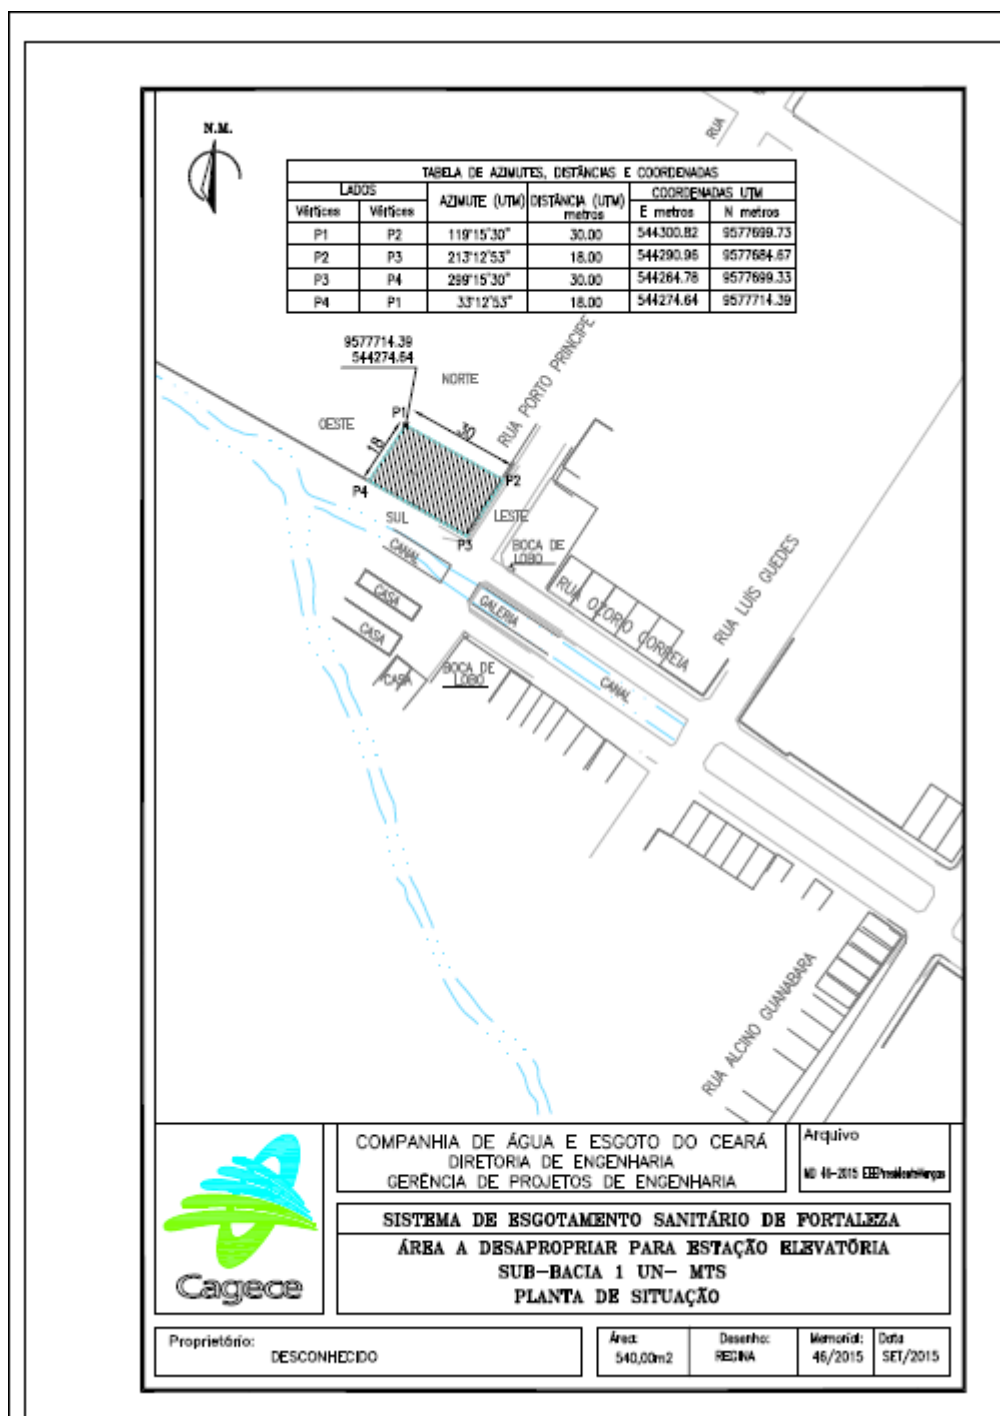 N.M.
RUA
TABELA DE AZIMUTES, DISTÂNCIAS E COORDENADAS
LADOS AZIMUTE (UTM) DISTÂNCIA (UTM) metros COORDENADAS UTM
Vértices Vértices E metros N metros
P1 P2 119°15'30" 30.00 544300.82 9577699.73
P2 P3 213°12'53" 18.00 544290.96 9577684.67
P3 P4 299°15'30" 30.00 544264.78 9577699.33
P4 P1 33°12'53" 18.00 544274.64 9577714.39
9577714.39
544274.64
NORTE
RUA PORTO PRINCIPE
OESTE
P1
30
18
P2
P4
SUL
LESTE
P3
BOCA DE
LOBO
CANAL
CASA
GALERIA
RUA OZORIO CORREIA
RUA LUIS GUEDES
CASA
CASA
BOCA DE
LOBO
CANAL
RUA ALCINO GUANABARA
COMPANHIA DE ÁGUA E ESGOTO DO CEARÁ
DIRETORIA DE ENGENHARIA
GERÊNCIA DE PROJETOS DE ENGENHARIA
Arquivo
MD 46-2015 EEEPresidenteVargas
SISTEMA DE ESGOTAMENTO SANITÁRIO DE FORTALEZA
ÁREA A DESAPROPRIAR PARA ESTAÇÃO ELEVATÓRIA
SUB-BACIA 1 UN- MTS
PLANTA DE SITUAÇÃO
Cagece
Proprietário:
DESCONHECIDO
Área:
540,00m2
Desenho:
REGINA
Memorial:
46/2015
Data
SET/2015